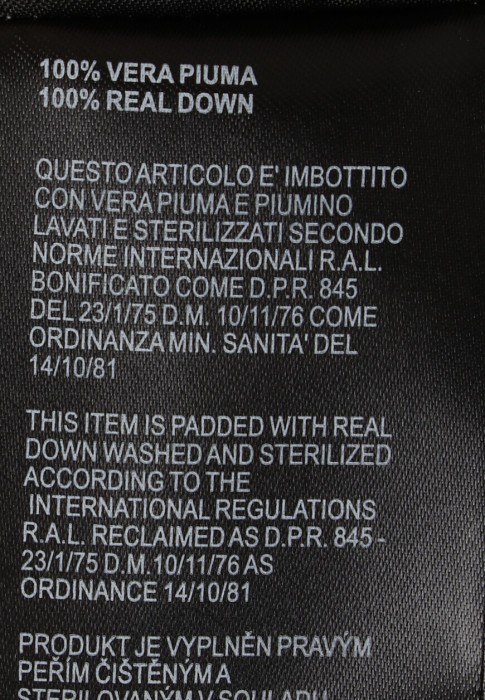 100% VERA PIUMA
100% REAL DOWN
QUESTO ARTICOLO E' IMBOTTITO
CON VERA PIUMA E PIUMINO
LAVATI E STERILIZZATI SECONDO
NORME INTERNAZIONALI R.A.L.
BONIFICATO COME D.P.R. 845
DEL 23/1/75 D.M. 10/11/76 COME
ORDINANZA MIN. SANITA' DEL
14/10/81
THIS ITEM IS PADDED WITH REAL
DOWN WASHED AND STERILIZED
ACCORDING TO THE
INTERNATIONAL REGULATIONS
R.A.L. RECLAIMED AS D.P.R. 845 -
23/1/75 D.M.10/11/76 AS
ORDINANCE 14/10/81
PRODUKT JE VYPLNĚN PRAVÝM
PEŘÍM ČIŠTĚNÝM A
STERILOVANÝM V SOULADU